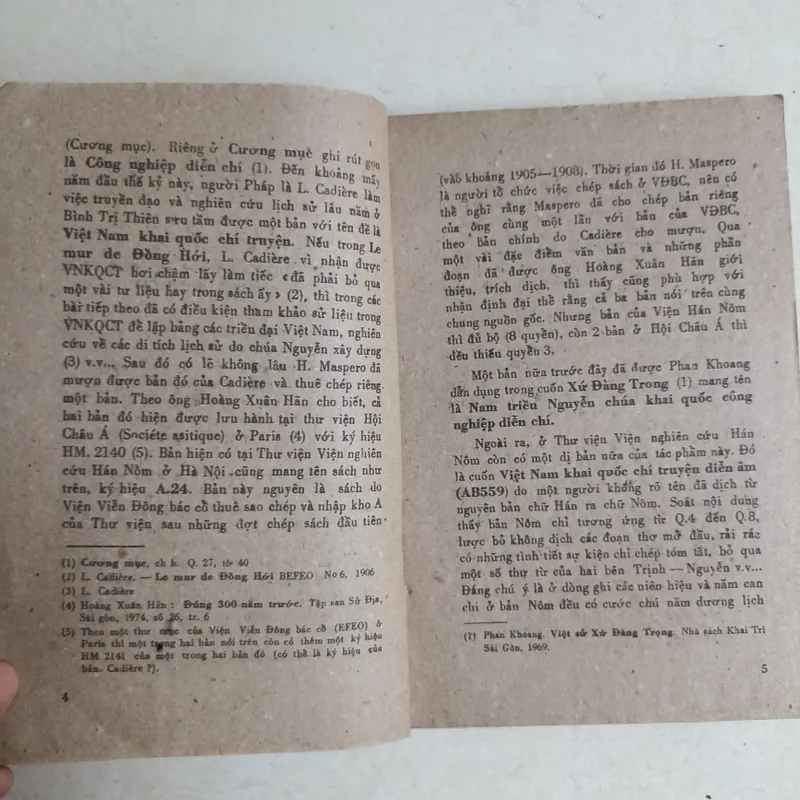 (Cương mục). Riêng ở Cương mục ghi rút gọn
là Công nghiệp diễn chí (1). Đến khoảng mấy
năm đầu thế kỷ này, người Pháp là L. Cadière làm
việc truyền đạo và nghiên cứu lịch sử lâu năm ở
Bình Trị Thiên sưu tầm được một bản với tên đề là
Việt Nam khai quốc chí truyện. Nếu trong Le
mur de Đồng Hới, L. Cadière vì nhận được
VNKQCT hơi chậm lấy làm tiếc «đã phải bỏ qua
một vài tư liệu hay trong sách ấy» (2), thì trong các
bài tiếp theo đã có điều kiện tham khảo sử liệu trong
VNKQCT để lập bảng các triều đại Việt Nam, nghiên
cứu về các di tích lịch sử do chúa Nguyễn xây dựng
(3) v.v... Sau đó có lẽ không lâu H. Maspero đã
mượn được bản đó của Cadière và thuê chép riêng
một bản. Theo ông Hoàng Xuân Hãn cho biết, cả
hai bản đó hiện được lưu hành tại thư viện Hội
Châu Á (Société asitique) ở Paris (4) với ký hiệu
HM. 2140 (5). Bản hiện có tại Thư viện Viện nghiên
cứu Hán Nôm ở Hà Nội cũng mang tên sách như
trên, ký hiệu A.24. Bản này nguyên là sách do
Viện Viễn Đông bác cổ thuê sao chép và nhập kho A
của Thư viện sau những đợt chép sách đầu tiên
(1) Cương mục, ch b. Q. 27, tờ 40
(2) L. Cadière. — Le mur de Đồng Hới BEFEO No 6, 1906
(3) L. Cadière
(4) Hoàng Xuân Hãn : Đúng 300 năm trước. Tập san Sử Địa,
Sài gòn, 1974, số 26, tr. 6
(5) Theo một thư mục của Viện Viễn Đông bác cổ (EFEO) ở
Paris thì một trong hai bản nói trên còn có thêm một ký hiệu
HM 2141 của một trong hai bản đó (có thể là ký hiệu của
bản. Cadière ?).
4
(vào khoảng 1905—1908). Thời gian đó H. Maspero
là người tổ chức việc chép sách ở VĐBC, nên có
thể nghĩ rằng Maspero đã cho chép bản riêng
của ông cùng một lần với bản của VĐBC,
theo bản chính do Cadière cho mượn. Qua
một vài đặc điểm văn bản và những phần
đoạn đã được ông Hoàng Xuân Hãn giới
thiệu, trích dịch. thì thấy cũng phù hợp với
nhận định đại thể rằng cả ba bản nói trên cùng
chung nguồn gốc. Nhưng bản của Viện Hán Nôm
thì đủ bộ (8 quyển), còn 2 bản ở Hội Châu Á thì
đều thiếu quyển 3.
Một bản nữa trước đây đã được Phan Khoang
dẫn dụng trong cuốn Xứ Đàng Trong (1) mang tên
là Nam triều Nguyễn chúa khai quốc công
nghiệp diễn chí.
Ngoài ra, ở Thư viện Viện nghiên cứu Hán
Nôm còn có một dị bản nữa của tác phẩm này. Đó
là cuốn Việt Nam khai quốc chí truyện diễn âm
(AB559) do một người không rõ tên đã dịch từ
nguyên bản chữ Hán ra chữ Nôm. Soát nội dung
thấy bản Nôm chỉ tương ứng từ Q.4 đến Q.8,
lược bỏ không dịch các đoạn thơ mở đầu, rải rác
có những tình tiết sự kiện chỉ chép tóm tắt, bỏ qua
một số thư từ của hai bên Trịnh — Nguyễn v.v...
Đáng chú ý là ở dòng ghi các niên hiệu và năm can
chi ở bản Nôm đều có cước chú năm dương lịch
(1) Phan Khoang. Việt sử Xứ Đàng Trọng. Nhà sách Khai Trí
Sài Gòn, 1969.
5